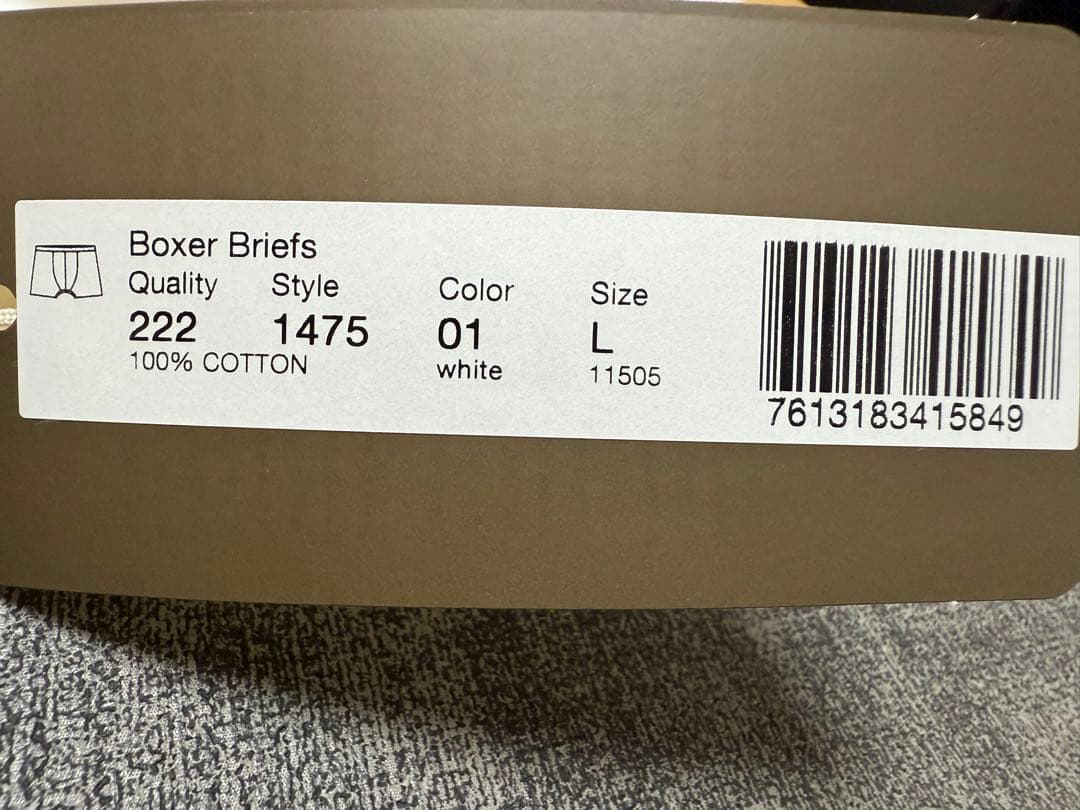 Boxer Briefs
Quality Style Color Size
222 1475 01 L
100% COTTON white 11505
7613183415849